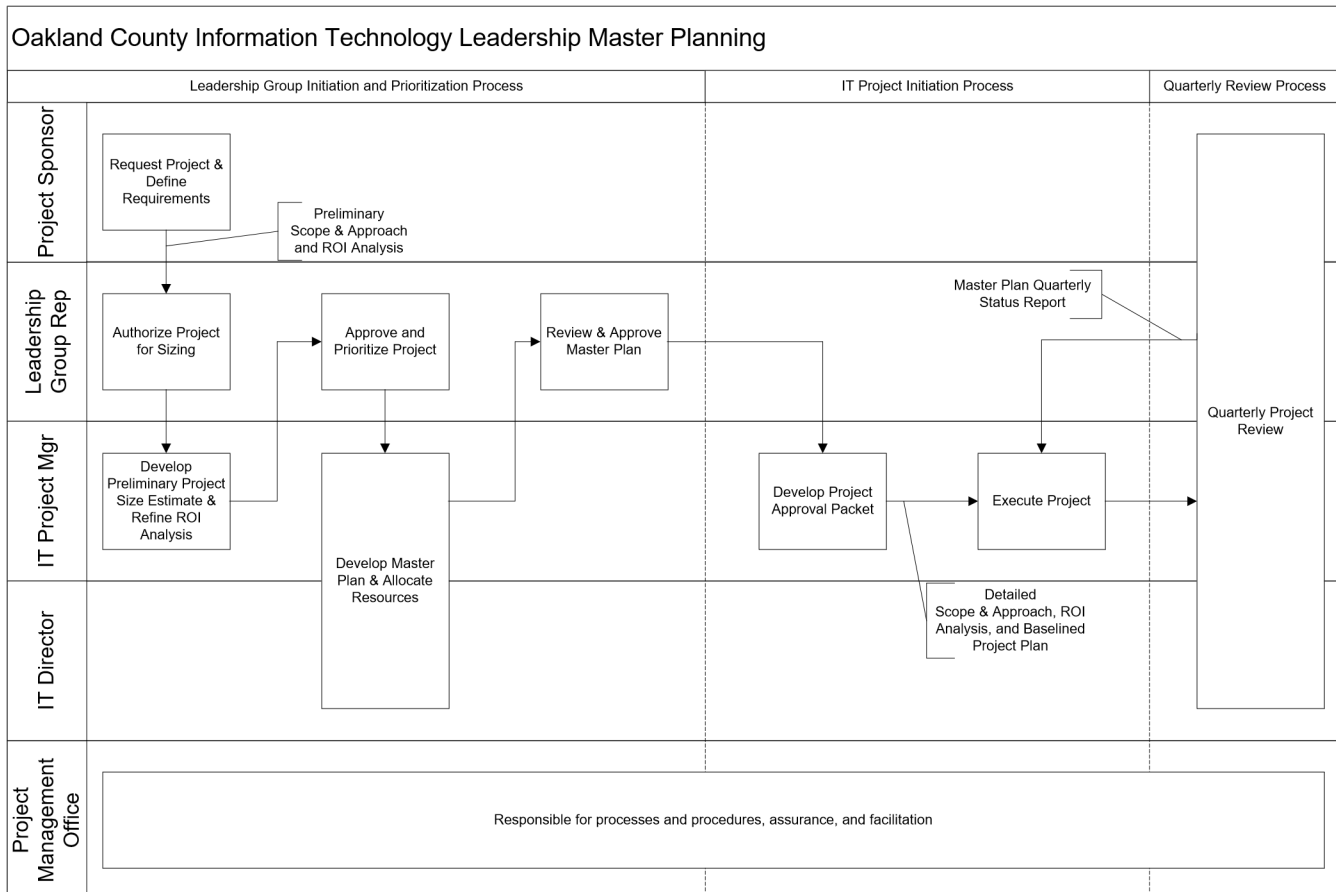 Oakland County Information Technology Leadership Master Planning
Leadership Group Initiation and Prioritization Process
IT Project Initiation Process
Quarterly Review Process
Project Sponsor
Request Project &
Define
Requirements
Preliminary
Scope & Approach
and ROI Analysis
Leadership
Group Rep
Authorize Project
for Sizing
Approve and
Prioritize Project
Review & Approve
Master Plan
Master Plan Quarterly
Status Report
Quarterly Project
Review
IT Project Mgr
Develop
Preliminary Project
Size Estimate &
Refine ROI
Analysis
Develop Master
Plan & Allocate
Resources
Develop Project
Approval Packet
Execute Project
IT Director
Detailed
Scope & Approach, ROI
Analysis, and Baselined
Project Plan
Project
Management
Office
Responsible for processes and procedures, assurance, and facilitation